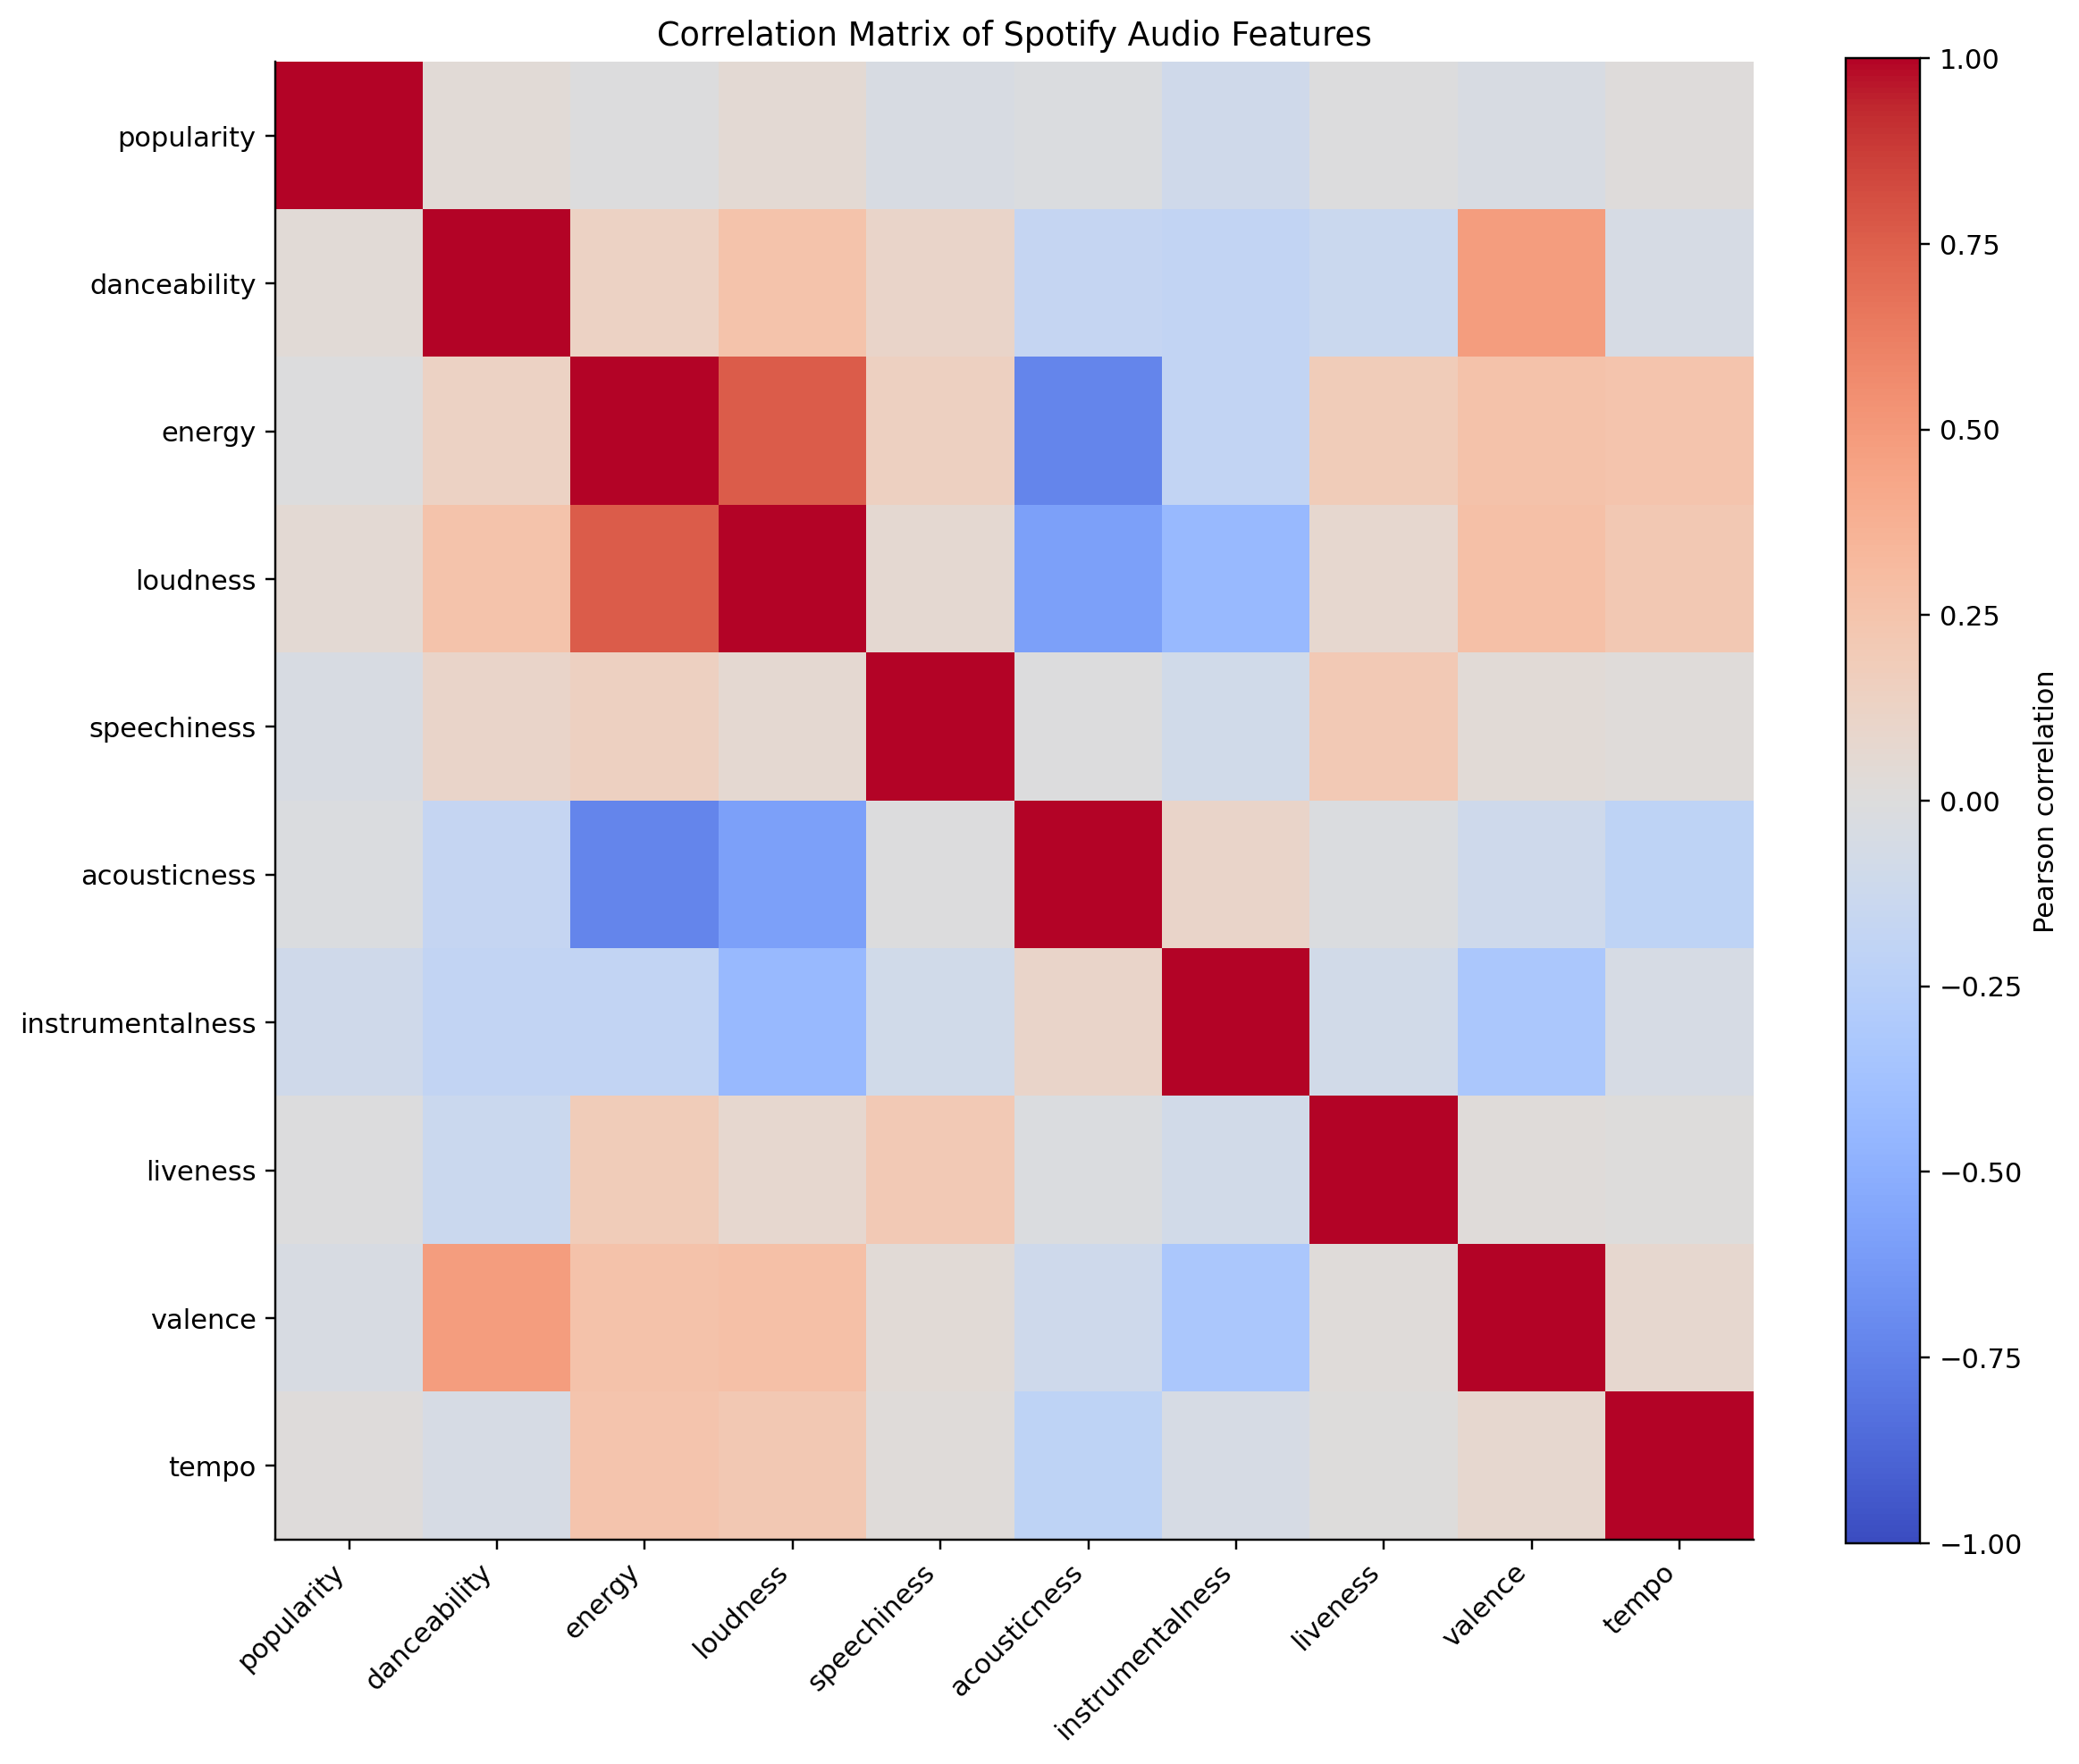 Correlation Matrix of Spotify Audio Features
popularity
danceability
energy
loudness
speechiness
acousticness
instrumentalness
liveness
valence
tempo
popularity
danceability
energy
loudness
speechiness
acousticness
instrumentalness
liveness
valence
tempo
1.00
0.75
0.50
0.25
0.00
−0.25
−0.50
−0.75
−1.00
Pearson correlation